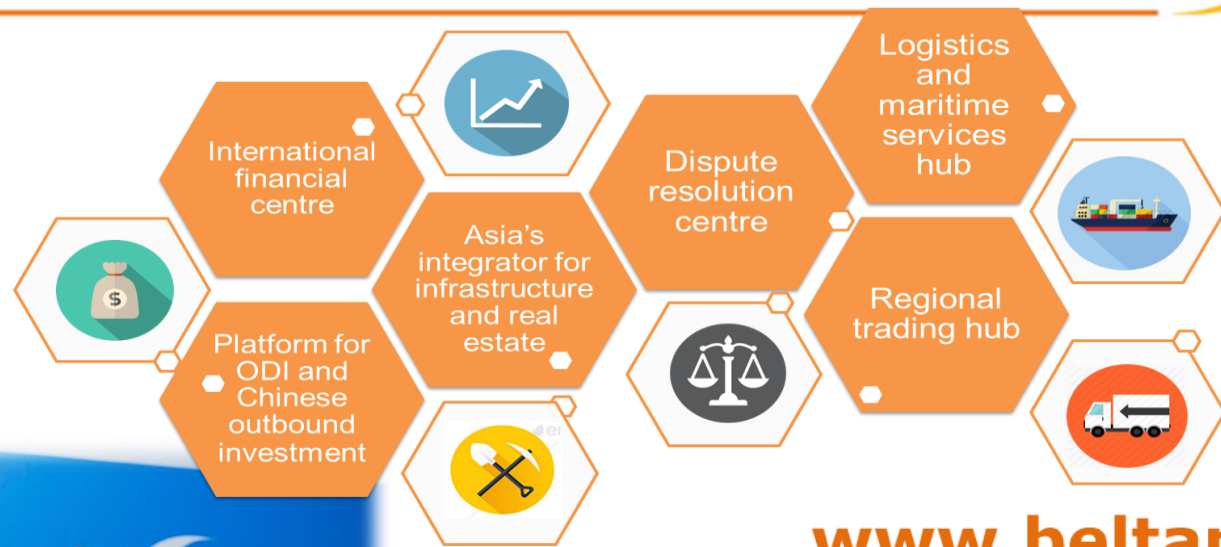 International
financial
centre
Platform for
ODI and
Chinese
outbound
investment
Asia's
integrator for
infrastructure
and real
estate
Dispute
resolution
centre
Logistics
and
maritime
services
hub
Regional
trading hub
$